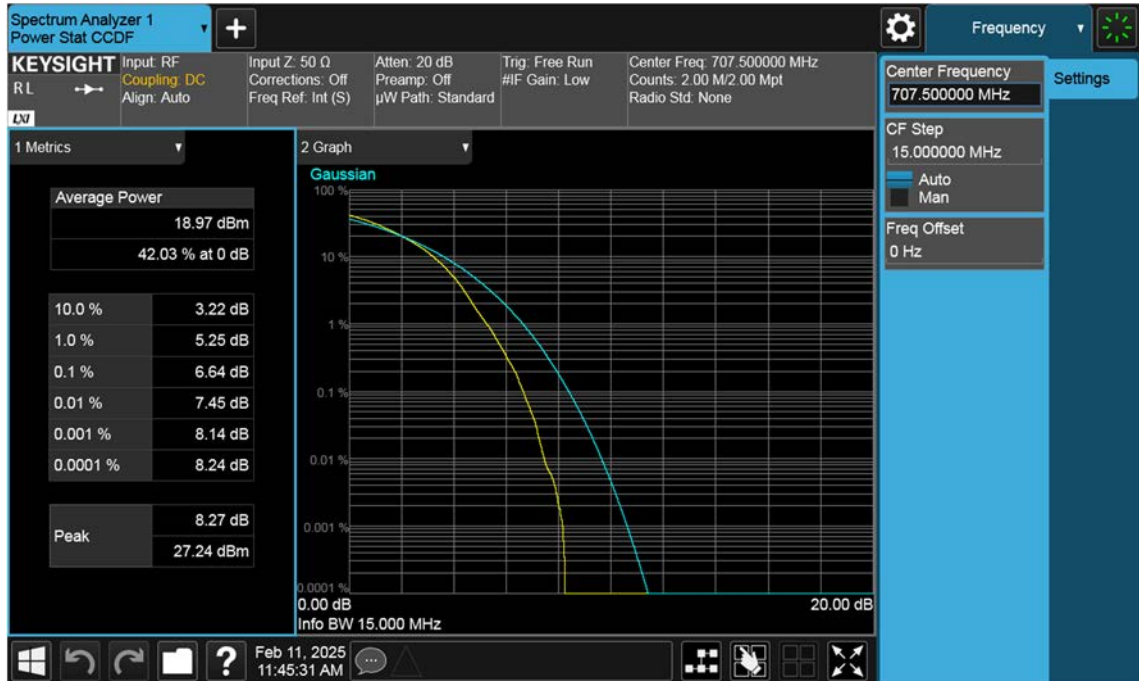 Spectrum Analyzer 1
Power Stat CCDF
Frequency
KEYSIGHT
R L
LXI
Input: RF
Coupling: DC
Align: Auto
Input Z: 50 Ω
Corrections: Off
Freq Ref: Int (S)
Atten: 20 dB
Preamp: Off
µW Path: Standard
Trig: Free Run
#IF Gain: Low
Center Freq: 707.500000 MHz
Counts: 2.00 M/2.00 Mpt
Radio Std: None
Center Frequency
707.500000 MHz
Settings
CF Step
15.000000 MHz
Auto
Man
Freq Offset
0 Hz
1 Metrics
Average Power
18.97 dBm
42.03 % at 0 dB
10.0 % 3.22 dB
1.0 % 5.25 dB
0.1 % 6.64 dB
0.01 % 7.45 dB
0.001 % 8.14 dB
0.0001 % 8.24 dB
Peak
8.27 dB
27.24 dBm
2 Graph
Gaussian
100 %
10 %
1 %
0.1 %
0.01 %
0.001 %
0.0001 %
0.00 dB 20.00 dB
Info BW 15.000 MHz
?
Feb 11, 2025
11:45:31 AM